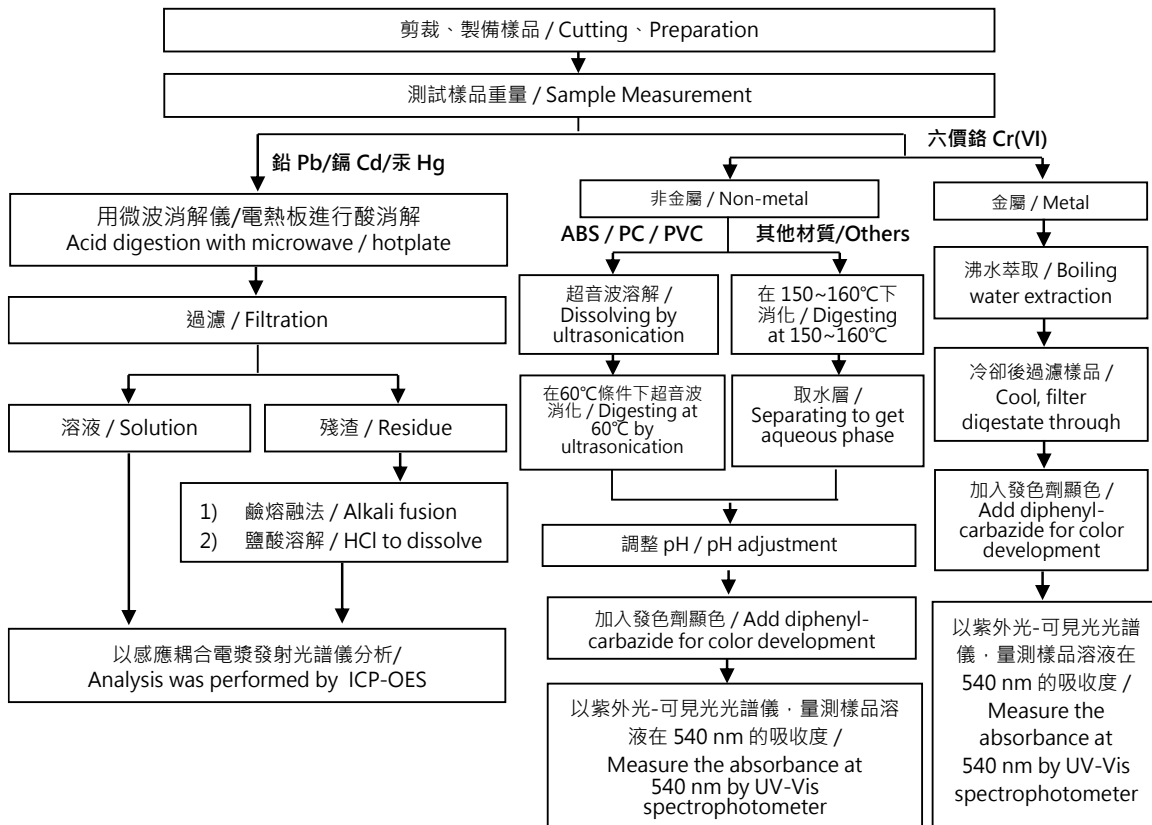 剪裁、製備樣品 / Cutting、Preparation
測試樣品重量 / Sample Measurement
鉛 Pb/鎘 Cd/汞 Hg
六價鉻 Cr(VI)
用微波消解儀/電熱板進行酸消解
Acid digestion with microwave / hotplate
過濾 / Filtration
溶液 / Solution
殘渣 / Residue
1) 鹼熔融法 / Alkali fusion
2) 鹽酸溶解 / HCl to dissolve
以感應耦合電漿發射光譜儀分析/
Analysis was performed by ICP-OES
非金屬 / Non-metal
ABS / PC / PVC
其他材質/Others
超音波溶解 /
Dissolving by
ultrasonication
在60℃條件下超音波
消化 / Digesting at
60℃ by
ultrasonication
在 150~160℃下
消化 / Digesting
at 150~160℃
取水層 /
Separating to get
aqueous phase
調整 pH / pH adjustment
加入發色劑顯色 / Add diphenyl-
carbazide for color development
以紫外光-可見光光譜儀，量測樣品溶
液在 540 nm 的吸收度 /
Measure the absorbance at
540 nm by UV-Vis
spectrophotometer
金屬 / Metal
沸水萃取 / Boiling
water extraction
冷卻後過濾樣品 /
Cool, filter
digestate through
加入發色劑顯色 /
Add diphenyl-
carbazide for color
development
以紫外光-可見光光譜
儀，量測樣品溶液在
540 nm 的吸收度 /
Measure the
absorbance at
540 nm by UV-Vis
spectrophotometer